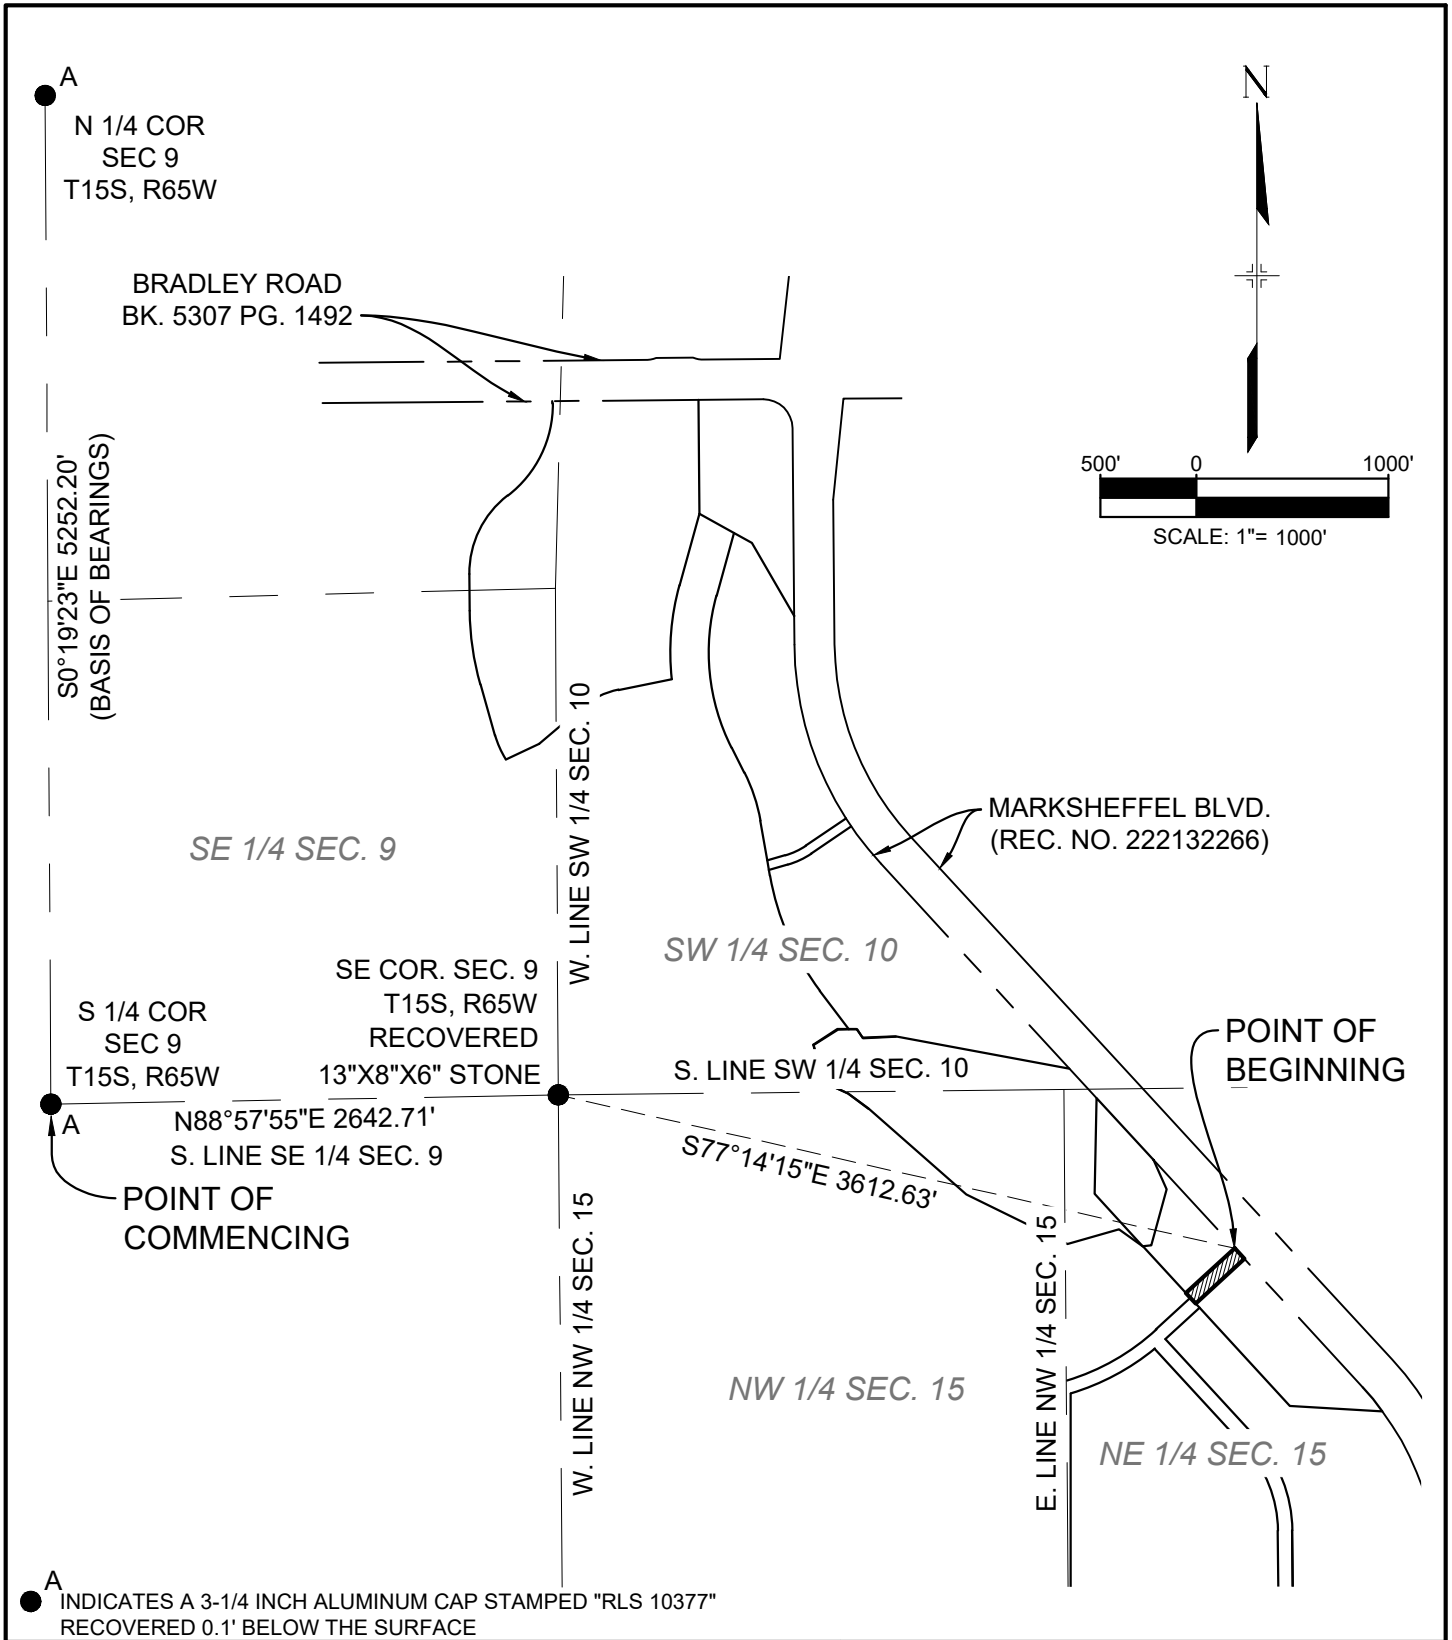 A
N 1/4 COR
SEC 9
T15S, R65W
N
BRADLEY ROAD
BK. 5307 PG. 1492
500' 0 1000'
SCALE: 1"= 1000'
S0°19'23"E 5252.20'
(BASIS OF BEARINGS)
W. LINE SW 1/4 SEC. 10
MARKSHEFFEL BLVD.
(REC. NO. 222132266)
SE 1/4 SEC. 9
SW 1/4 SEC. 10
SE COR. SEC. 9
T15S, R65W
RECOVERED
13"X8"X6" STONE
S 1/4 COR
SEC 9
T15S, R65W
A
POINT OF
BEGINNING
S. LINE SW 1/4 SEC. 10
N88°57'55"E 2642.71'
S. LINE SE 1/4 SEC. 9
S77°14'15"E 3612.63'
POINT OF
COMMENCING
W. LINE NW 1/4 SEC. 15
E. LINE NW 1/4 SEC. 15
NW 1/4 SEC. 15
NE 1/4 SEC. 15
A
INDICATES A 3-1/4 INCH ALUMINUM CAP STAMPED "RLS 10377"
RECOVERED 0.1' BELOW THE SURFACE